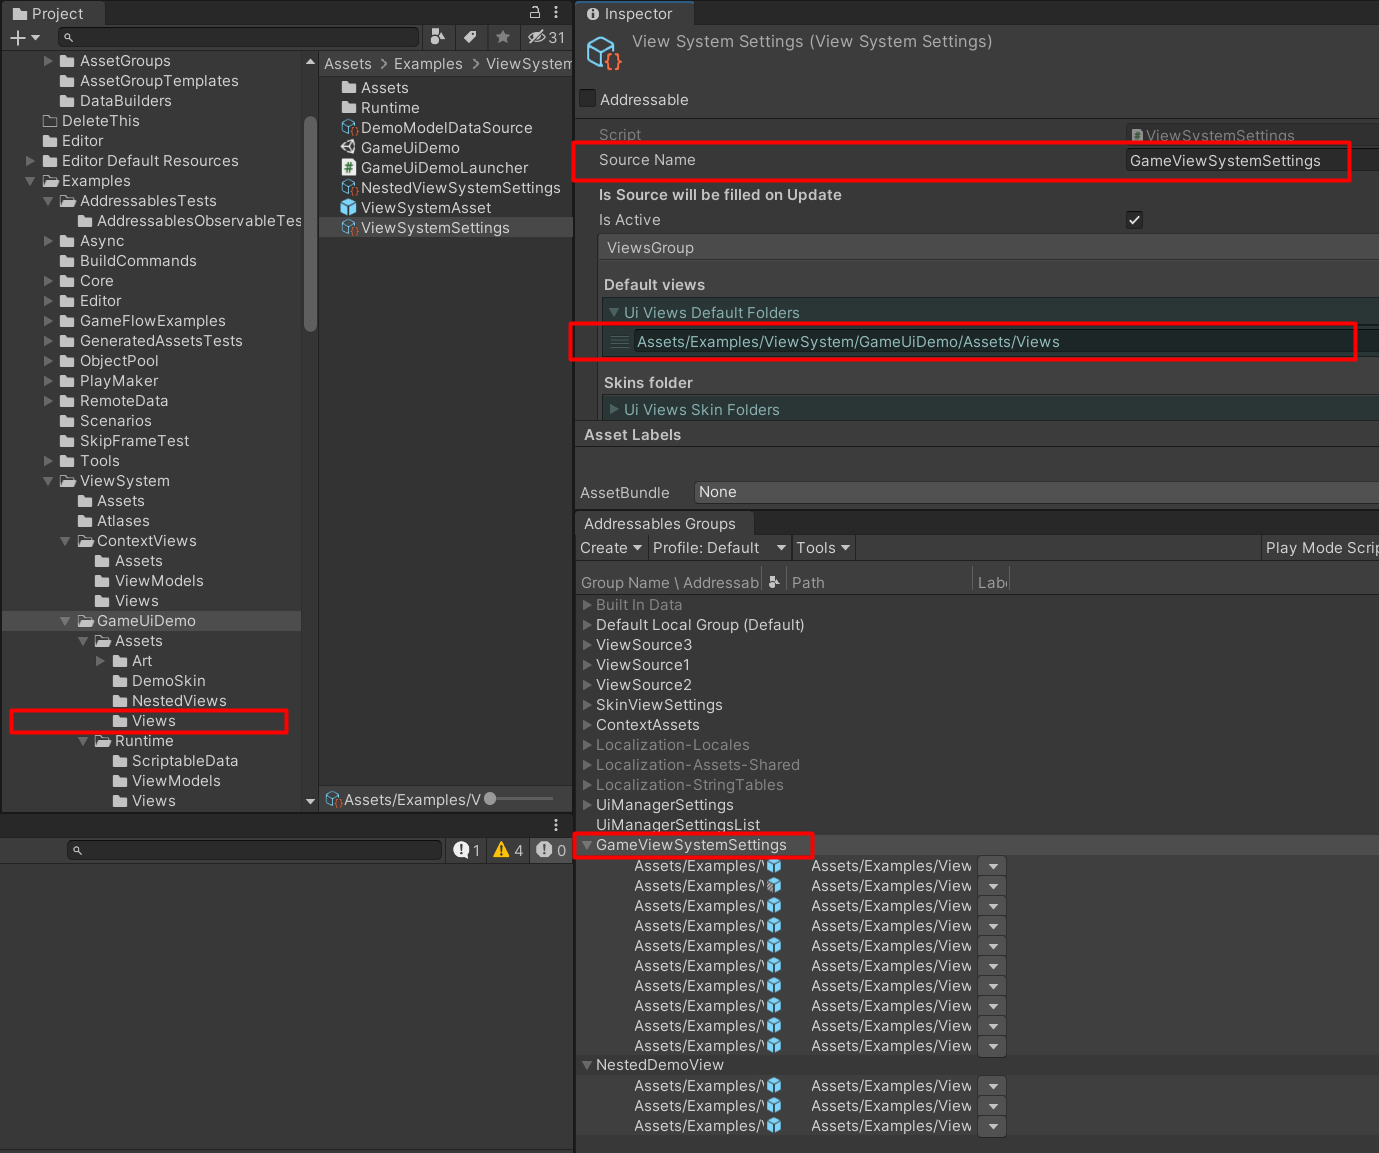 Project
31
AssetGroups
AssetGroupTemplates
DataBuilders
DeleteThis
Editor
Editor Default Resources
Examples
AddressablesTests
AddressablesObservableTes
Async
BuildCommands
Core
Editor
GameFlowExamples
GeneratedAssetsTests
ObjectPool
PlayMaker
RemoteData
Scenarios
SkipFrameTest
Tools
ViewSystem
Assets
Atlases
ContextViews
Assets
ViewModels
Views
GameUiDemo
Assets
Art
DemoSkin
NestedViews
Views
Runtime
ScriptableData
ViewModels
Views
Assets > Examples > ViewSystem
Assets
Runtime
DemoModelDataSource
GameUiDemo
GameUiDemoLauncher
NestedViewSystemSettings
ViewSystemAsset
ViewSystemSettings
Assets/Examples/V
1 4 0
Inspector
View System Settings (View System Settings)
Addressable
Script ViewSystemSettings
Source Name GameViewSystemSettings
Is Source will be filled on Update
Is Active
ViewsGroup
Default views
Ui Views Default Folders
Assets/Examples/ViewSystem/GameUiDemo/Assets/Views
Skins folder
Ui Views Skin Folders
Asset Labels
AssetBundle None
Addressables Groups
Create Profile: Default Tools Play Mode Scrip
Group Name \ Addressab Path Lab
Built In Data
Default Local Group (Default)
ViewSource3
ViewSource1
ViewSource2
SkinViewSettings
ContextAssets
Localization-Locales
Localization-Assets-Shared
Localization-StringTables
UiManagerSettings
UiManagerSettingsList
GameViewSystemSettings
Assets/Examples/V Assets/Examples/View
Assets/Examples/V Assets/Examples/View
Assets/Examples/V Assets/Examples/View
Assets/Examples/V Assets/Examples/View
Assets/Examples/V Assets/Examples/View
Assets/Examples/V Assets/Examples/View
Assets/Examples/V Assets/Examples/View
Assets/Examples/V Assets/Examples/View
Assets/Examples/V Assets/Examples/View
Assets/Examples/V Assets/Examples/View
NestedDemoView
Assets/Examples/V Assets/Examples/View
Assets/Examples/V Assets/Examples/View
Assets/Examples/V Assets/Examples/View